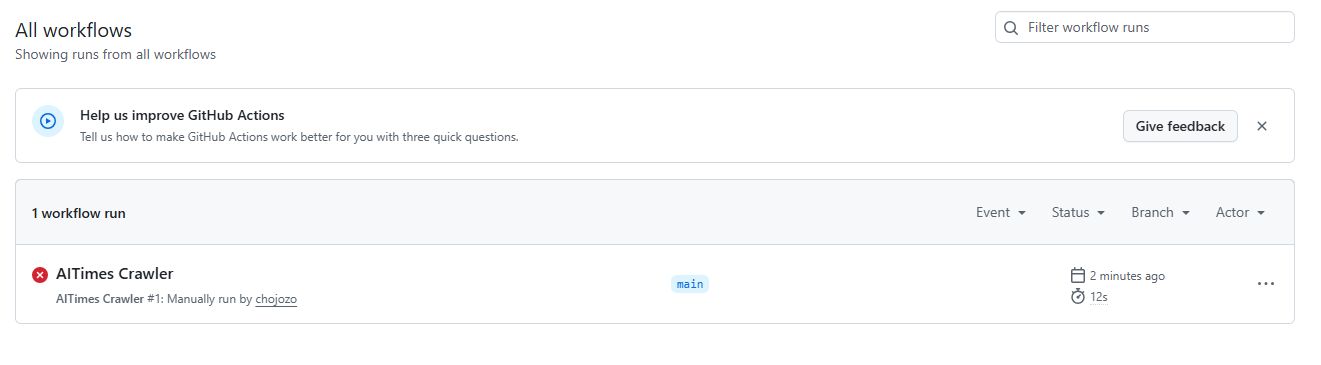 All workflows
Showing runs from all workflows
Filter workflow runs
Help us improve GitHub Actions
Tell us how to make GitHub Actions work better for you with three quick questions.
Give feedback
1 workflow run
Event Status Branch Actor
AITimes Crawler
AITimes Crawler #1: Manually run by chojozo
main
2 minutes ago
12s